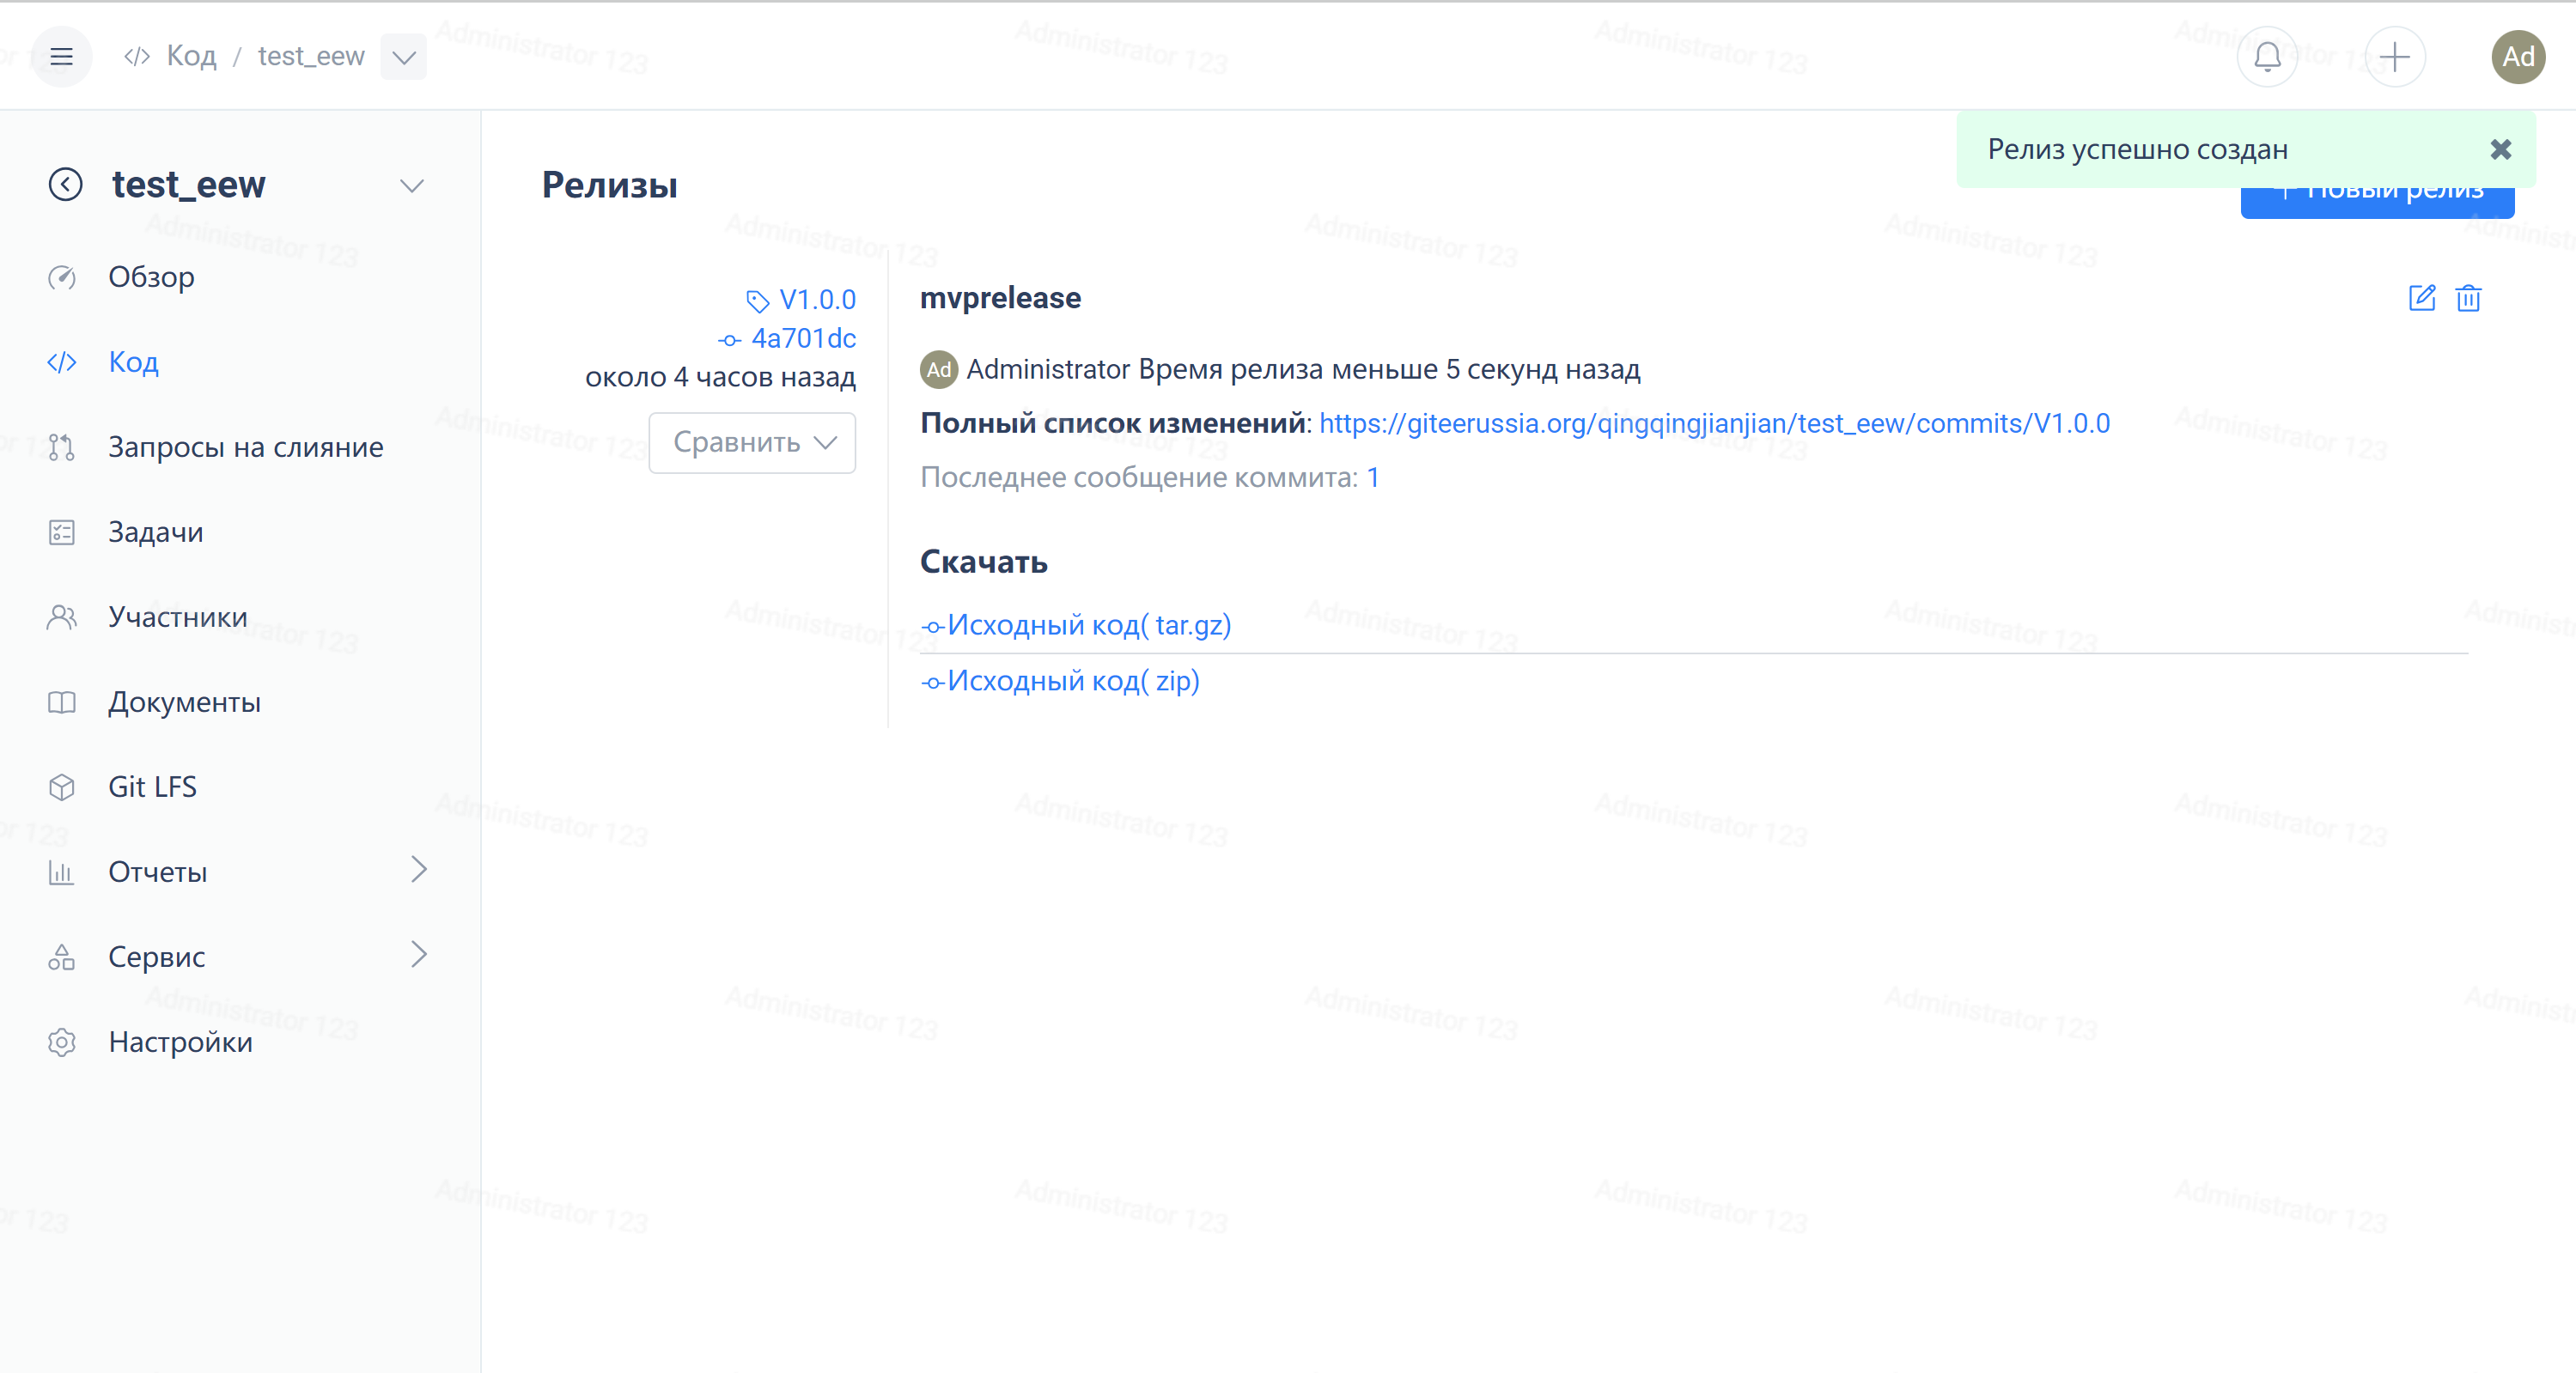 Код / test_eew
Ad
Релиз успешно создан
test_eew
Обзор
Код
Запросы на слияние
Задачи
Участники
Документы
Git LFS
Отчеты
Сервис
Настройки
Релизы
Новый релиз
V1.0.0
4a701dc
около 4 часов назад
Сравнить
mvprelease
Ad Administrator Время релиза меньше 5 секунд назад
Полный список изменений: https://giteerussia.org/qingqingjianjian/test_eew/commits/V1.0.0
Последнее сообщение коммита: 1
Скачать
Исходный код( tar.gz)
Исходный код( zip)
Administrator 123